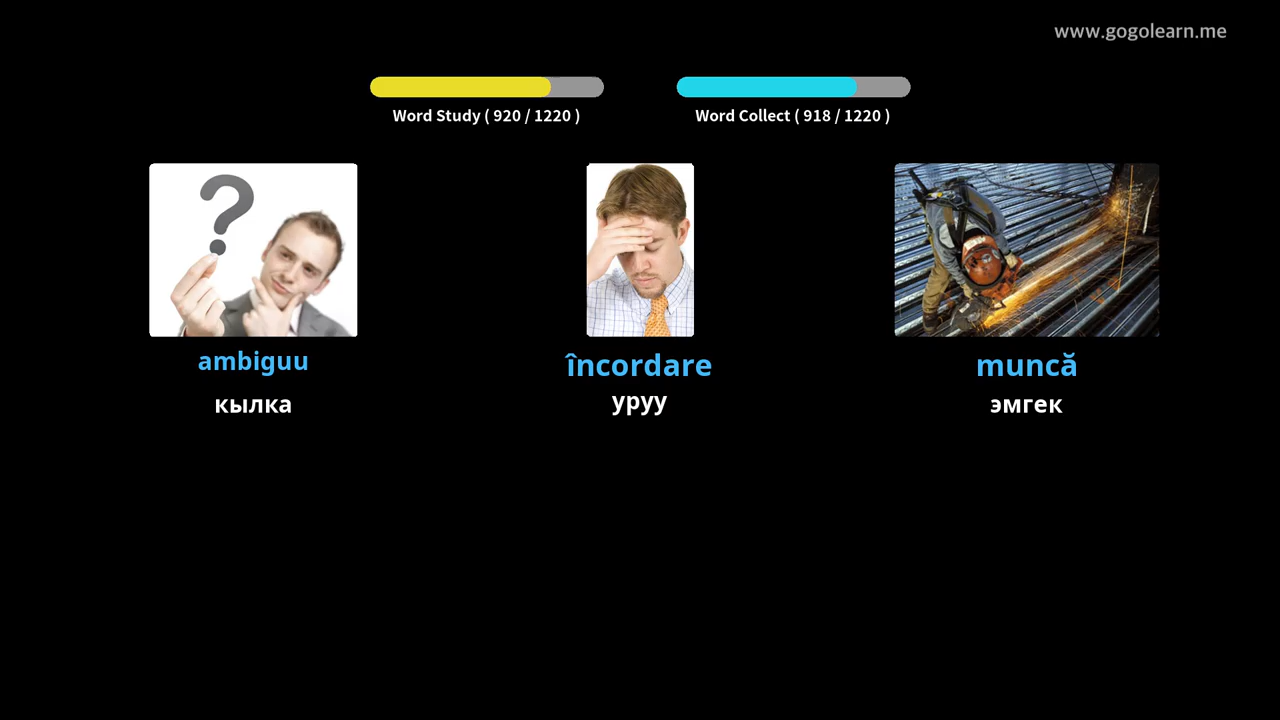 www.gogolearn.me
Word Study ( 920 / 1220 )
Word Collect ( 918 / 1220 )
?
ambiguu
încordare
muncă
кылка
уруу
эмгек